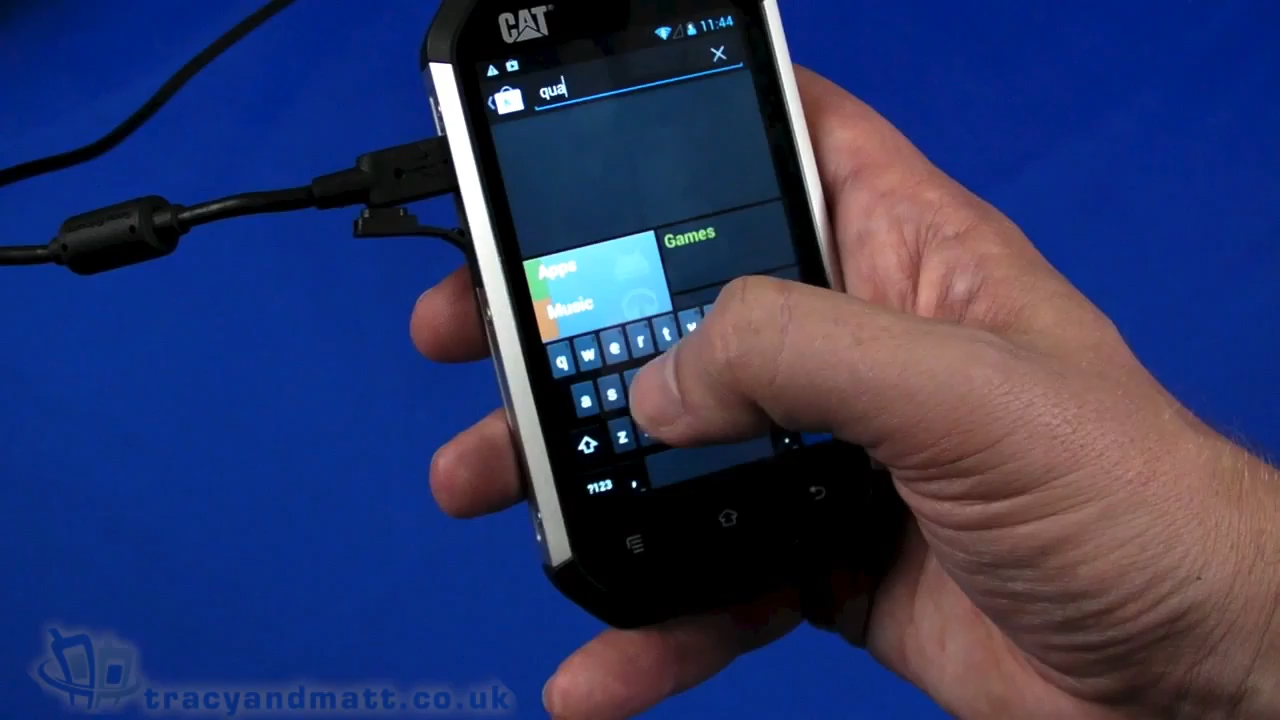 CAT
11:44
qua
Games
Apps
Music
q w e r t
a s
z
?123 ,
tracyandmatt.co.uk